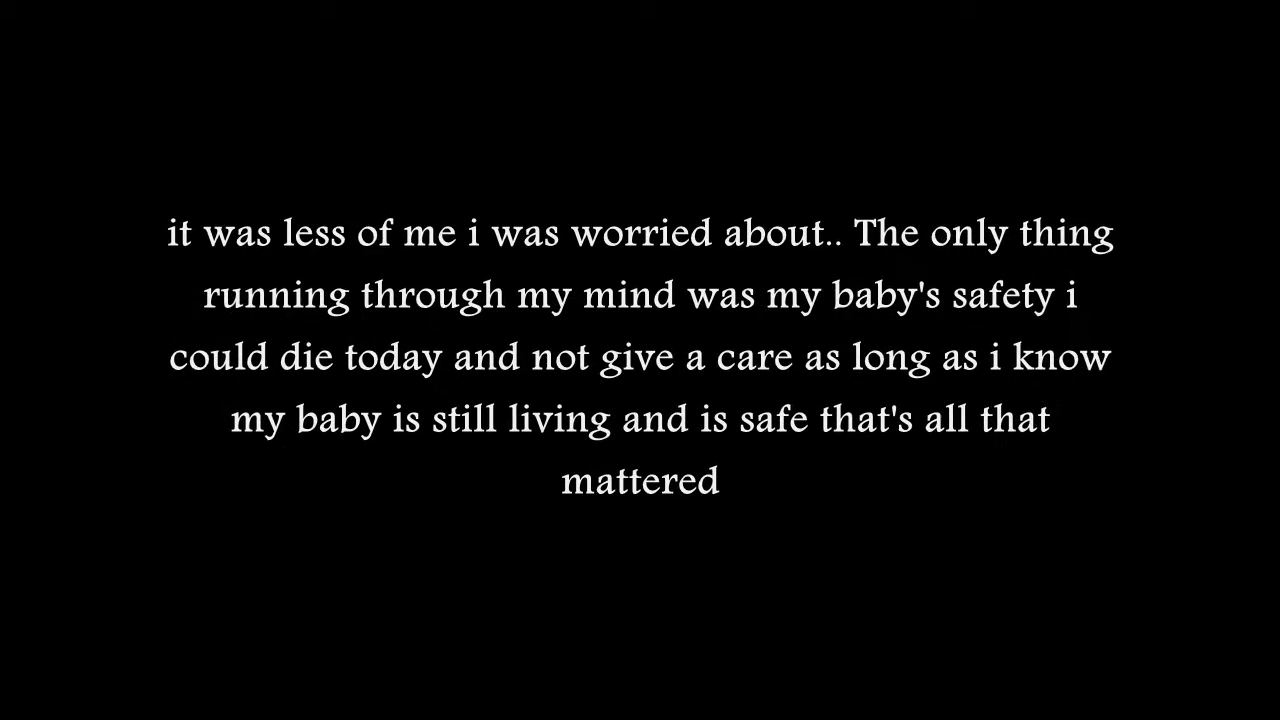 it was less of me i was worried about.. The only thing
running through my mind was my baby's safety i
could die today and not give a care as long as i know
my baby is still living and is safe that's all that
mattered